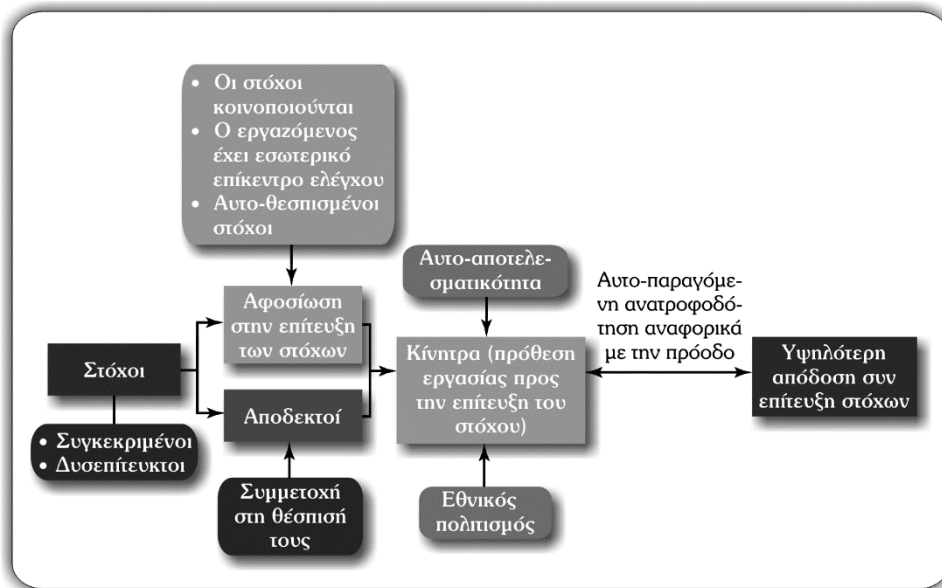 • Οι στόχοι
κοινοποιούνται
• Ο εργαζόμενος
έχει εσωτερικό
επίκεντρο ελέγχου
• Αυτο-θεσπισμένοι
στόχοι
Αυτο-αποτελε-
σματικότητα
Αυτο-παραγόμε-
νη ανατροφοδό-
τηση αναφορικά
με την πρόοδο
Αφοσίωση
στην επίτευξη
των στόχων
Στόχοι
Κίνητρα (πρόθεση
εργασίας προς
την επίτευξη του
στόχου)
Υψηλότερη
απόδοση συν
επίτευξη στόχων
Αποδεκτοί
• Συγκεκριμένοι
• Δυσεπίτευκτοι
Συμμετοχή
στη θέσπισή
τους
Εθνικός
πολιτισμός